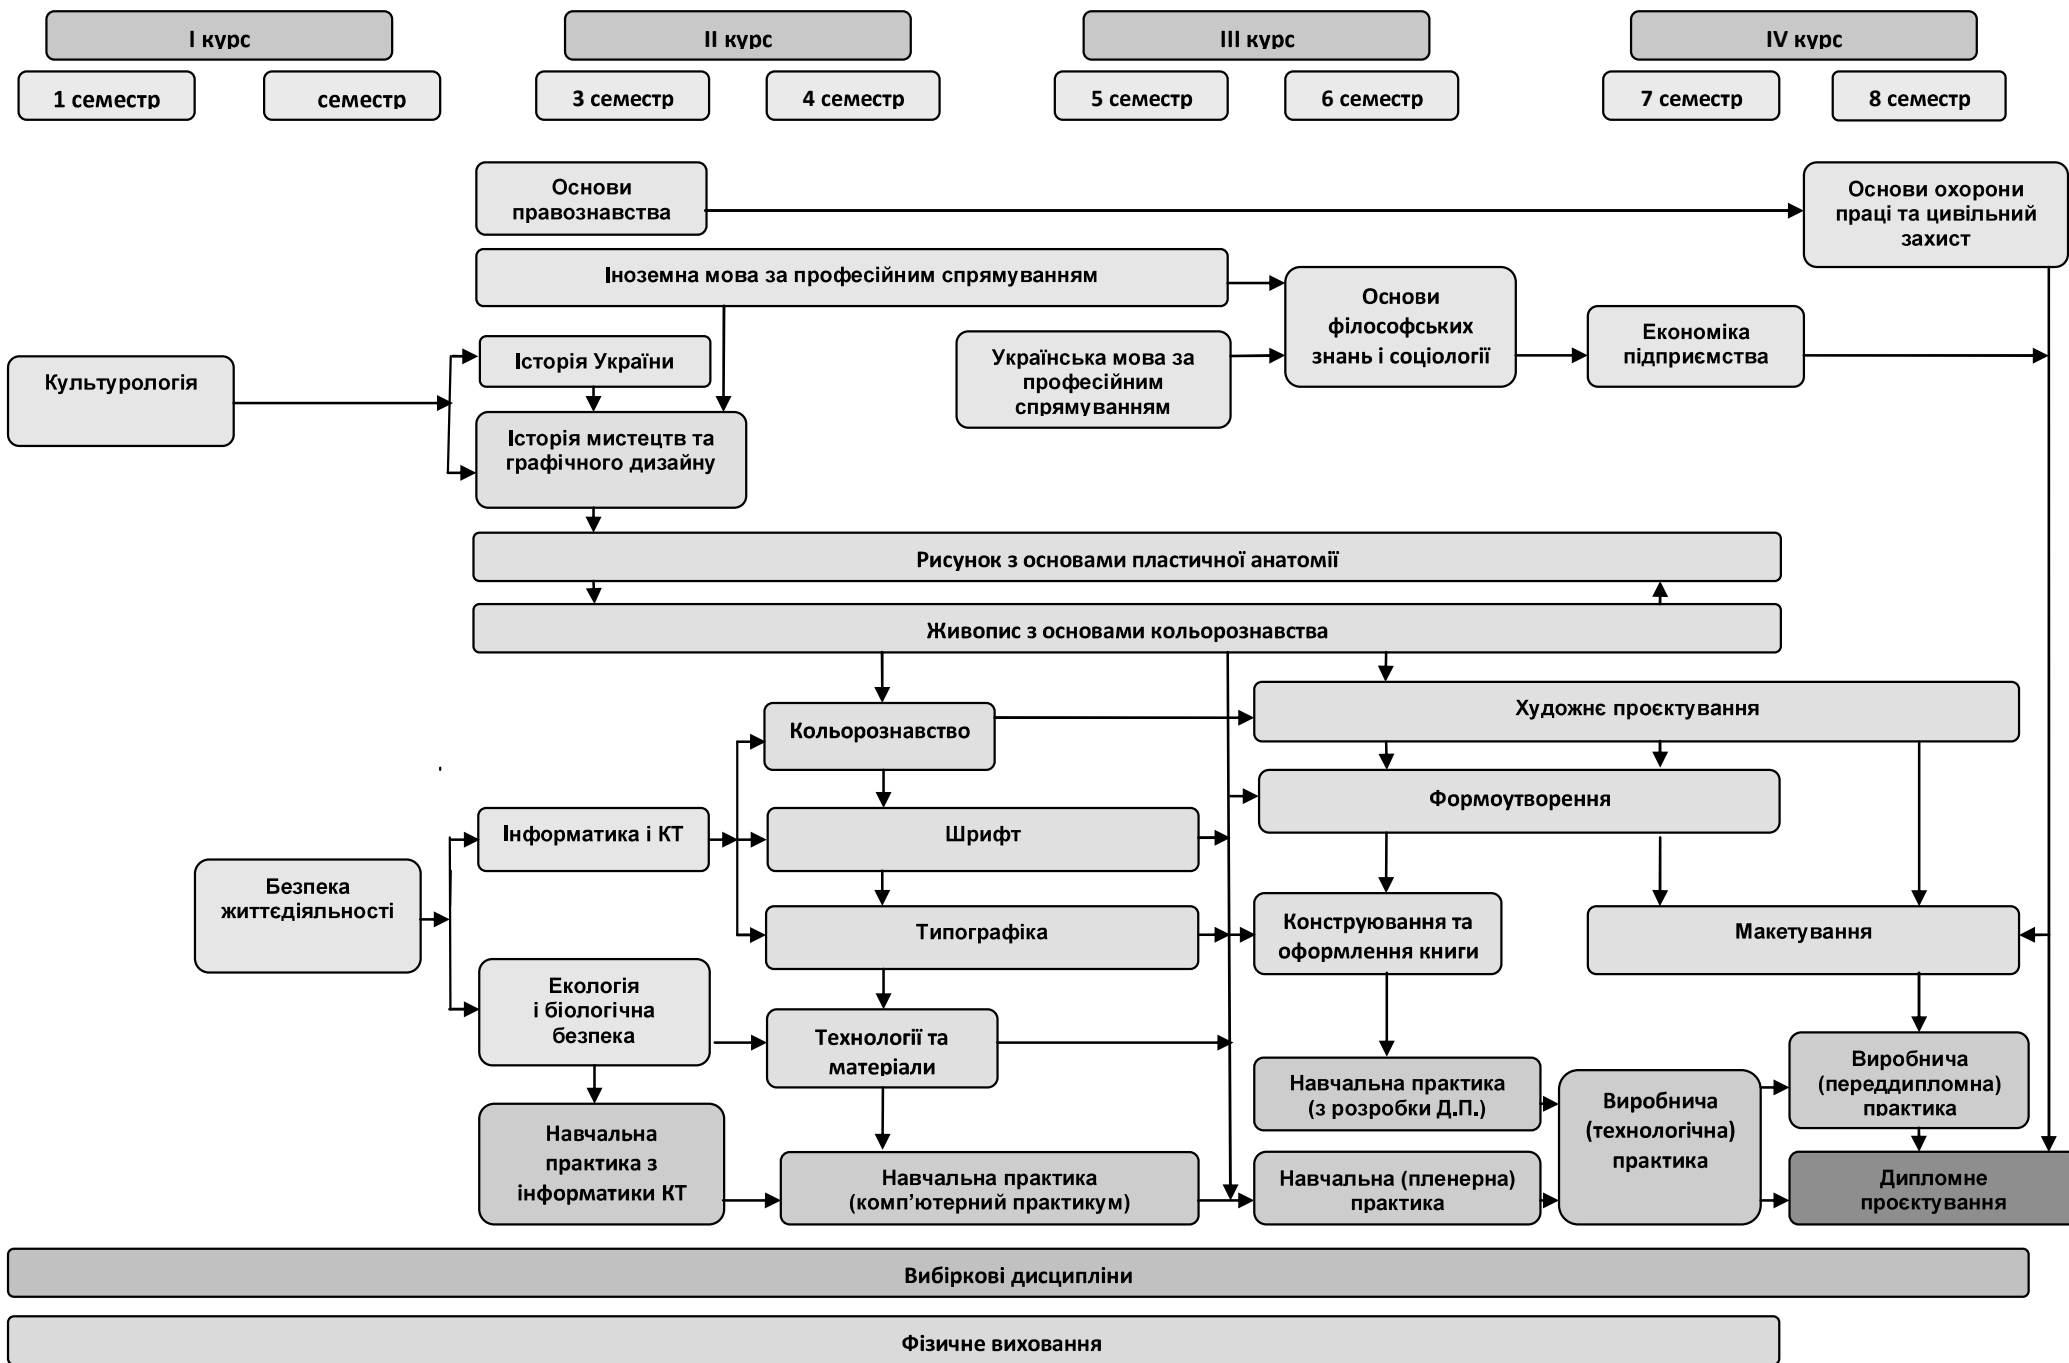 І курс
ІІ курс
ІІІ курс
IV курс
1 семестр
семестр
3 семестр
4 семестр
5 семестр
6 семестр
7 семестр
8 семестр
Основи
правознавства
Основи охорони
праці та цивільний
захист
Іноземна мова за професійним спрямуванням
Основи
філософських
знань і соціології
Економіка
підприємства
Історія України
Українська мова за
професійним
спрямуванням
Культурологія
Історія мистецтв та
графічного дизайну
Рисунок з основами пластичної анатомії
Живопис з основами кольорознавства
Кольорознавство
Художнє проєктування
Формоутворення
Інформатика і КТ
Шрифт
Безпека
життєдіяльності
Типографіка
Конструювання та
оформлення книги
Макетування
Екологія
і біологічна
безпека
Технології та
матеріали
Навчальна практика
(з розробки Д.П.)
Виробнича
(технологічна)
практика
Виробнича
(переддипломна)
практика
Навчальна
практика з
інформатики КТ
Навчальна практика
(комп’ютерний практикум)
Навчальна (пленерна)
практика
Дипломне
проєктування
Вибіркові дисципліни
Фізичне виховання